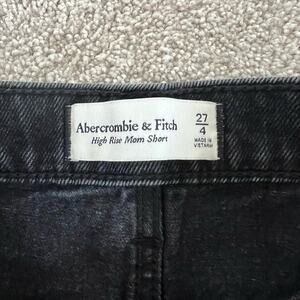 Abercrombie & Fitch
High Rise Mom Short
27
4
MADE IN
VIETNAM